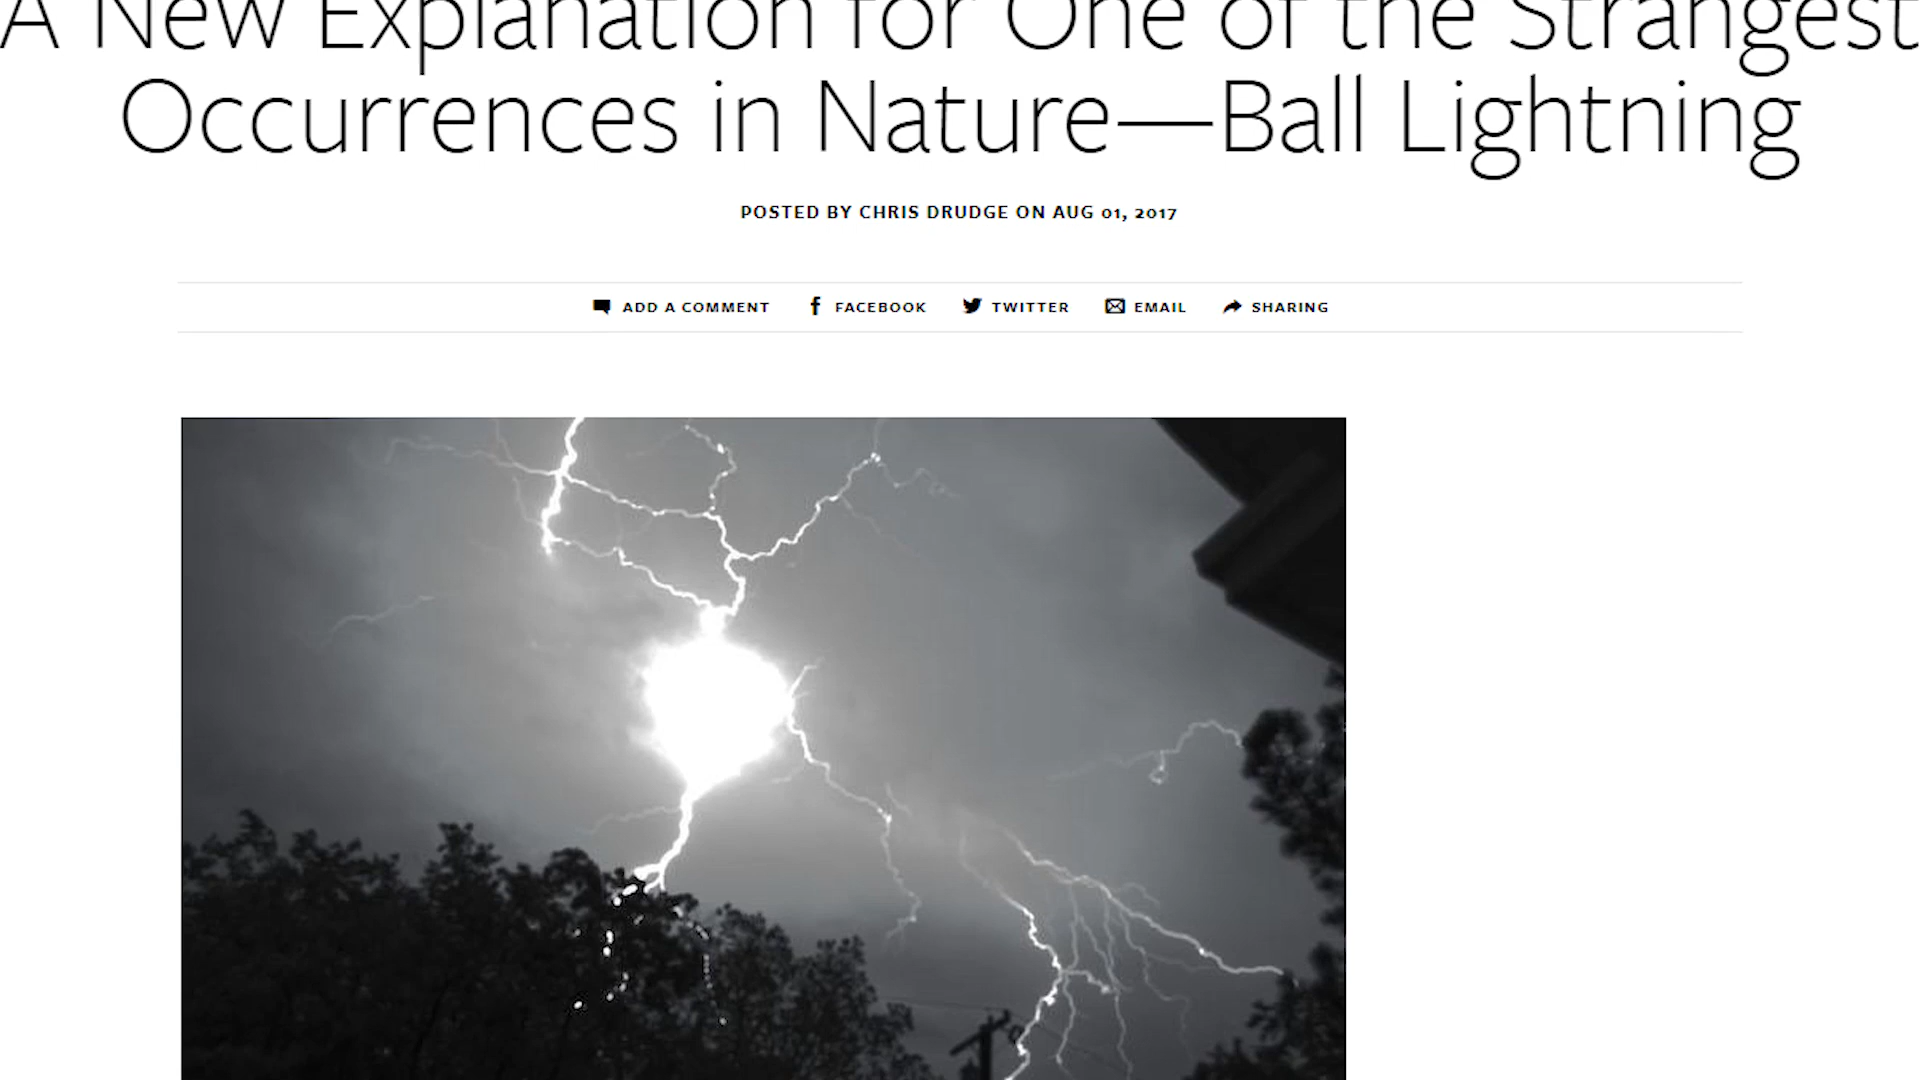 A New Explanation for One of the Strangest
Occurrences in Nature—Ball Lightning
POSTED BY CHRIS DRUDGE ON AUG 01, 2017
ADD A COMMENT FACEBOOK TWITTER EMAIL SHARING